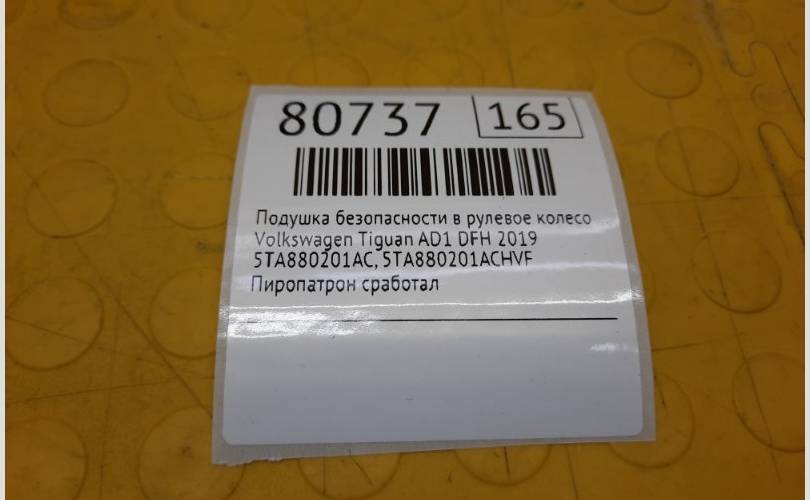 80737 165
Подушка безопасности в рулевое колесо
Volkswagen Tiguan AD1 DFH 2019
5TA880201AC, 5TA880201ACHVF
Пиропатрон сработал